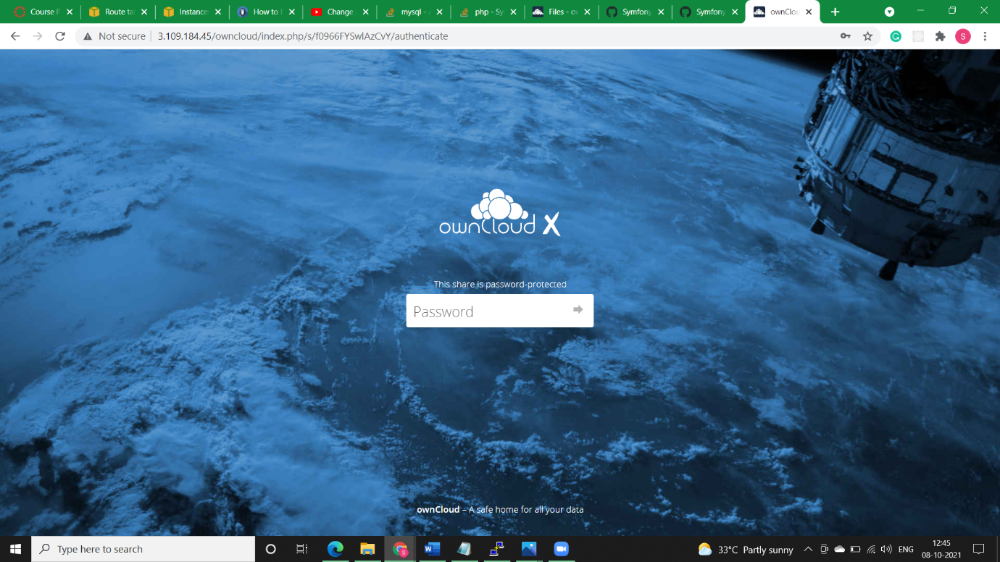 Course P
Route ta
Instance
How to I
Change
mysql - A
php - Sy
Files - ow
Symfony
Symfony
ownClou
Not secure
3.109.184.45/owncloud/index.php/s/f0966FYSwlAzCvY/authenticate
S
ownCloud X
This share is password-protected
Password
ownCloud – A safe home for all your data
Type here to search
33°C Partly sunny
ENG
12:45
08-10-2021